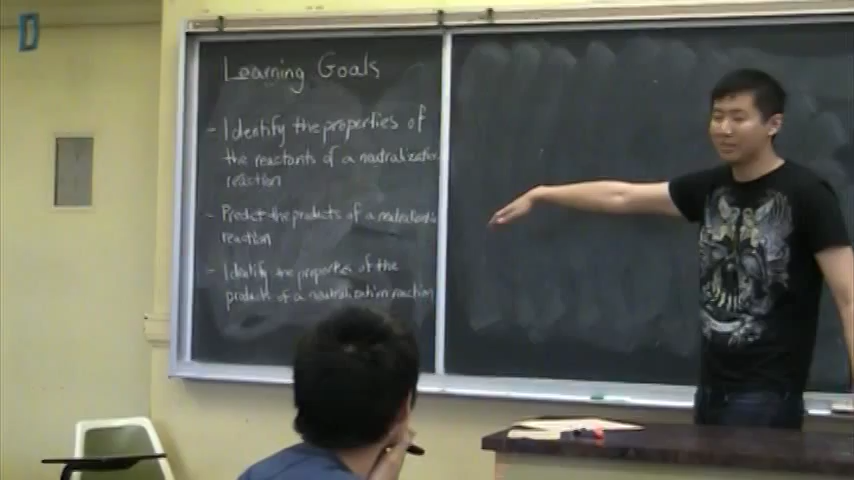 D
Learning Goals
- Identify the properties of
the reactants of a neutralization
reaction
- Predict the products of a neutralization
reaction
- Identify the properties of the
products of a neutralization reaction